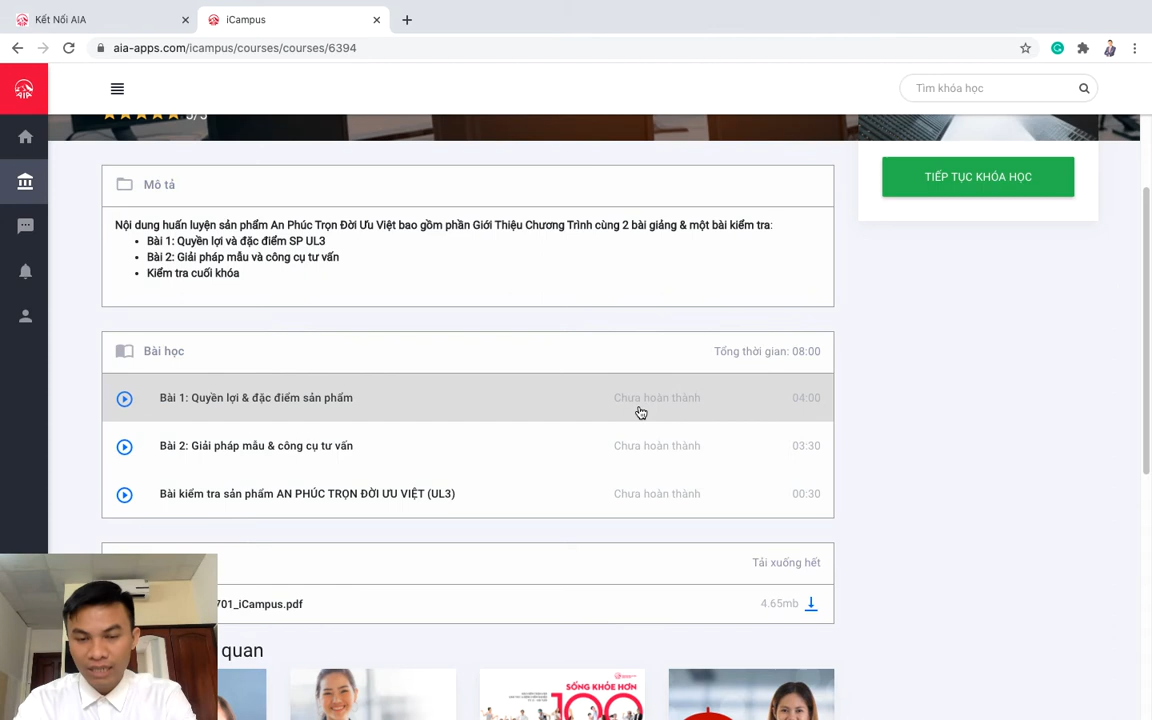 Kết Nối AIA
iCampus
aia-apps.com/icampus/courses/courses/6394
AIA
Tìm khóa học
5/5
TIẾP TỤC KHÓA HỌC
Mô tả
Nội dung huấn luyện sản phẩm An Phúc Trọn Đời Ưu Việt bao gồm phần Giới Thiệu Chương Trình cùng 2 bài giảng & một bài kiểm tra:
• Bài 1: Quyền lợi và đặc điểm SP UL3
• Bài 2: Giải pháp mẫu và công cụ tư vấn
• Kiểm tra cuối khóa
Bài học Tổng thời gian: 08:00
Bài 1: Quyền lợi & đặc điểm sản phẩm Chưa hoàn thành 04:00
Bài 2: Giải pháp mẫu & công cụ tư vấn Chưa hoàn thành 03:30
Bài kiểm tra sản phẩm AN PHÚC TRỌN ĐỜI ƯU VIỆT (UL3) Chưa hoàn thành 00:30
Tải xuống hết
701_iCampus.pdf 4.65mb
quan
SỐNG KHỎE HƠN
100